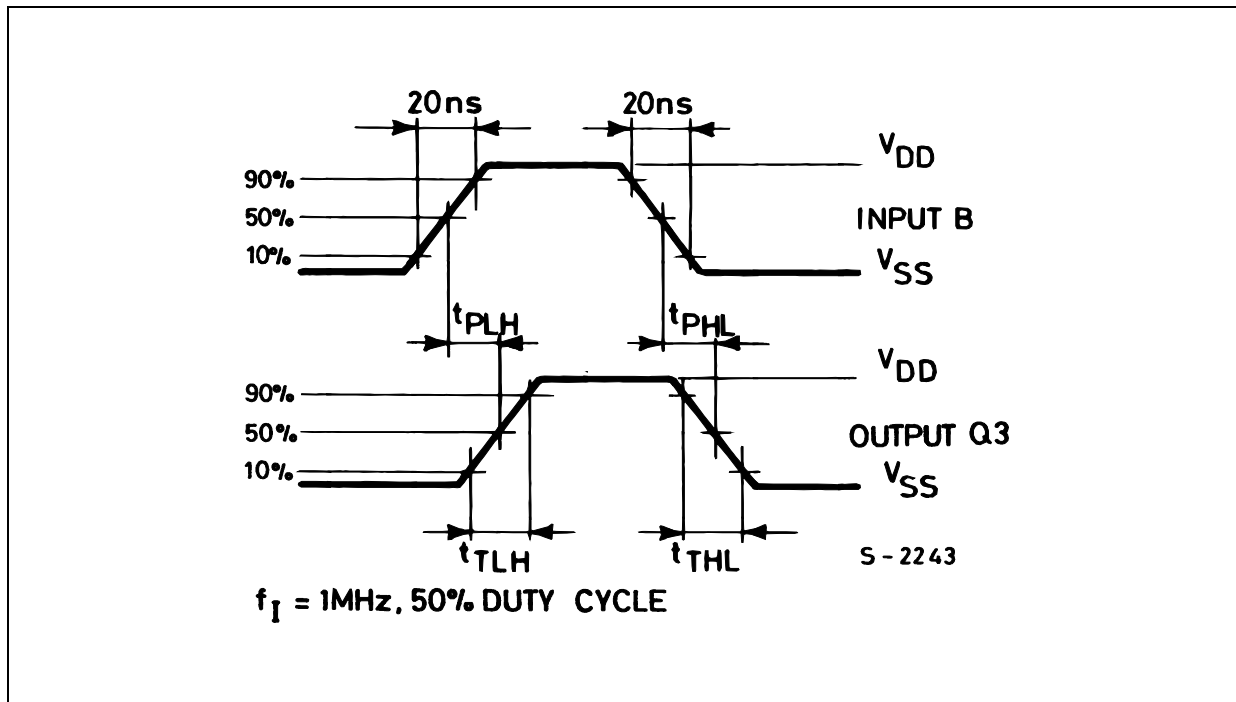 20ns 20ns
VDD
90%
50% INPUT B
10% VSS
tPLH tPHL
VDD
90%
50% OUTPUT Q3
10% VSS
tTLH tTHL S-2243
fI = 1MHz, 50% DUTY CYCLE